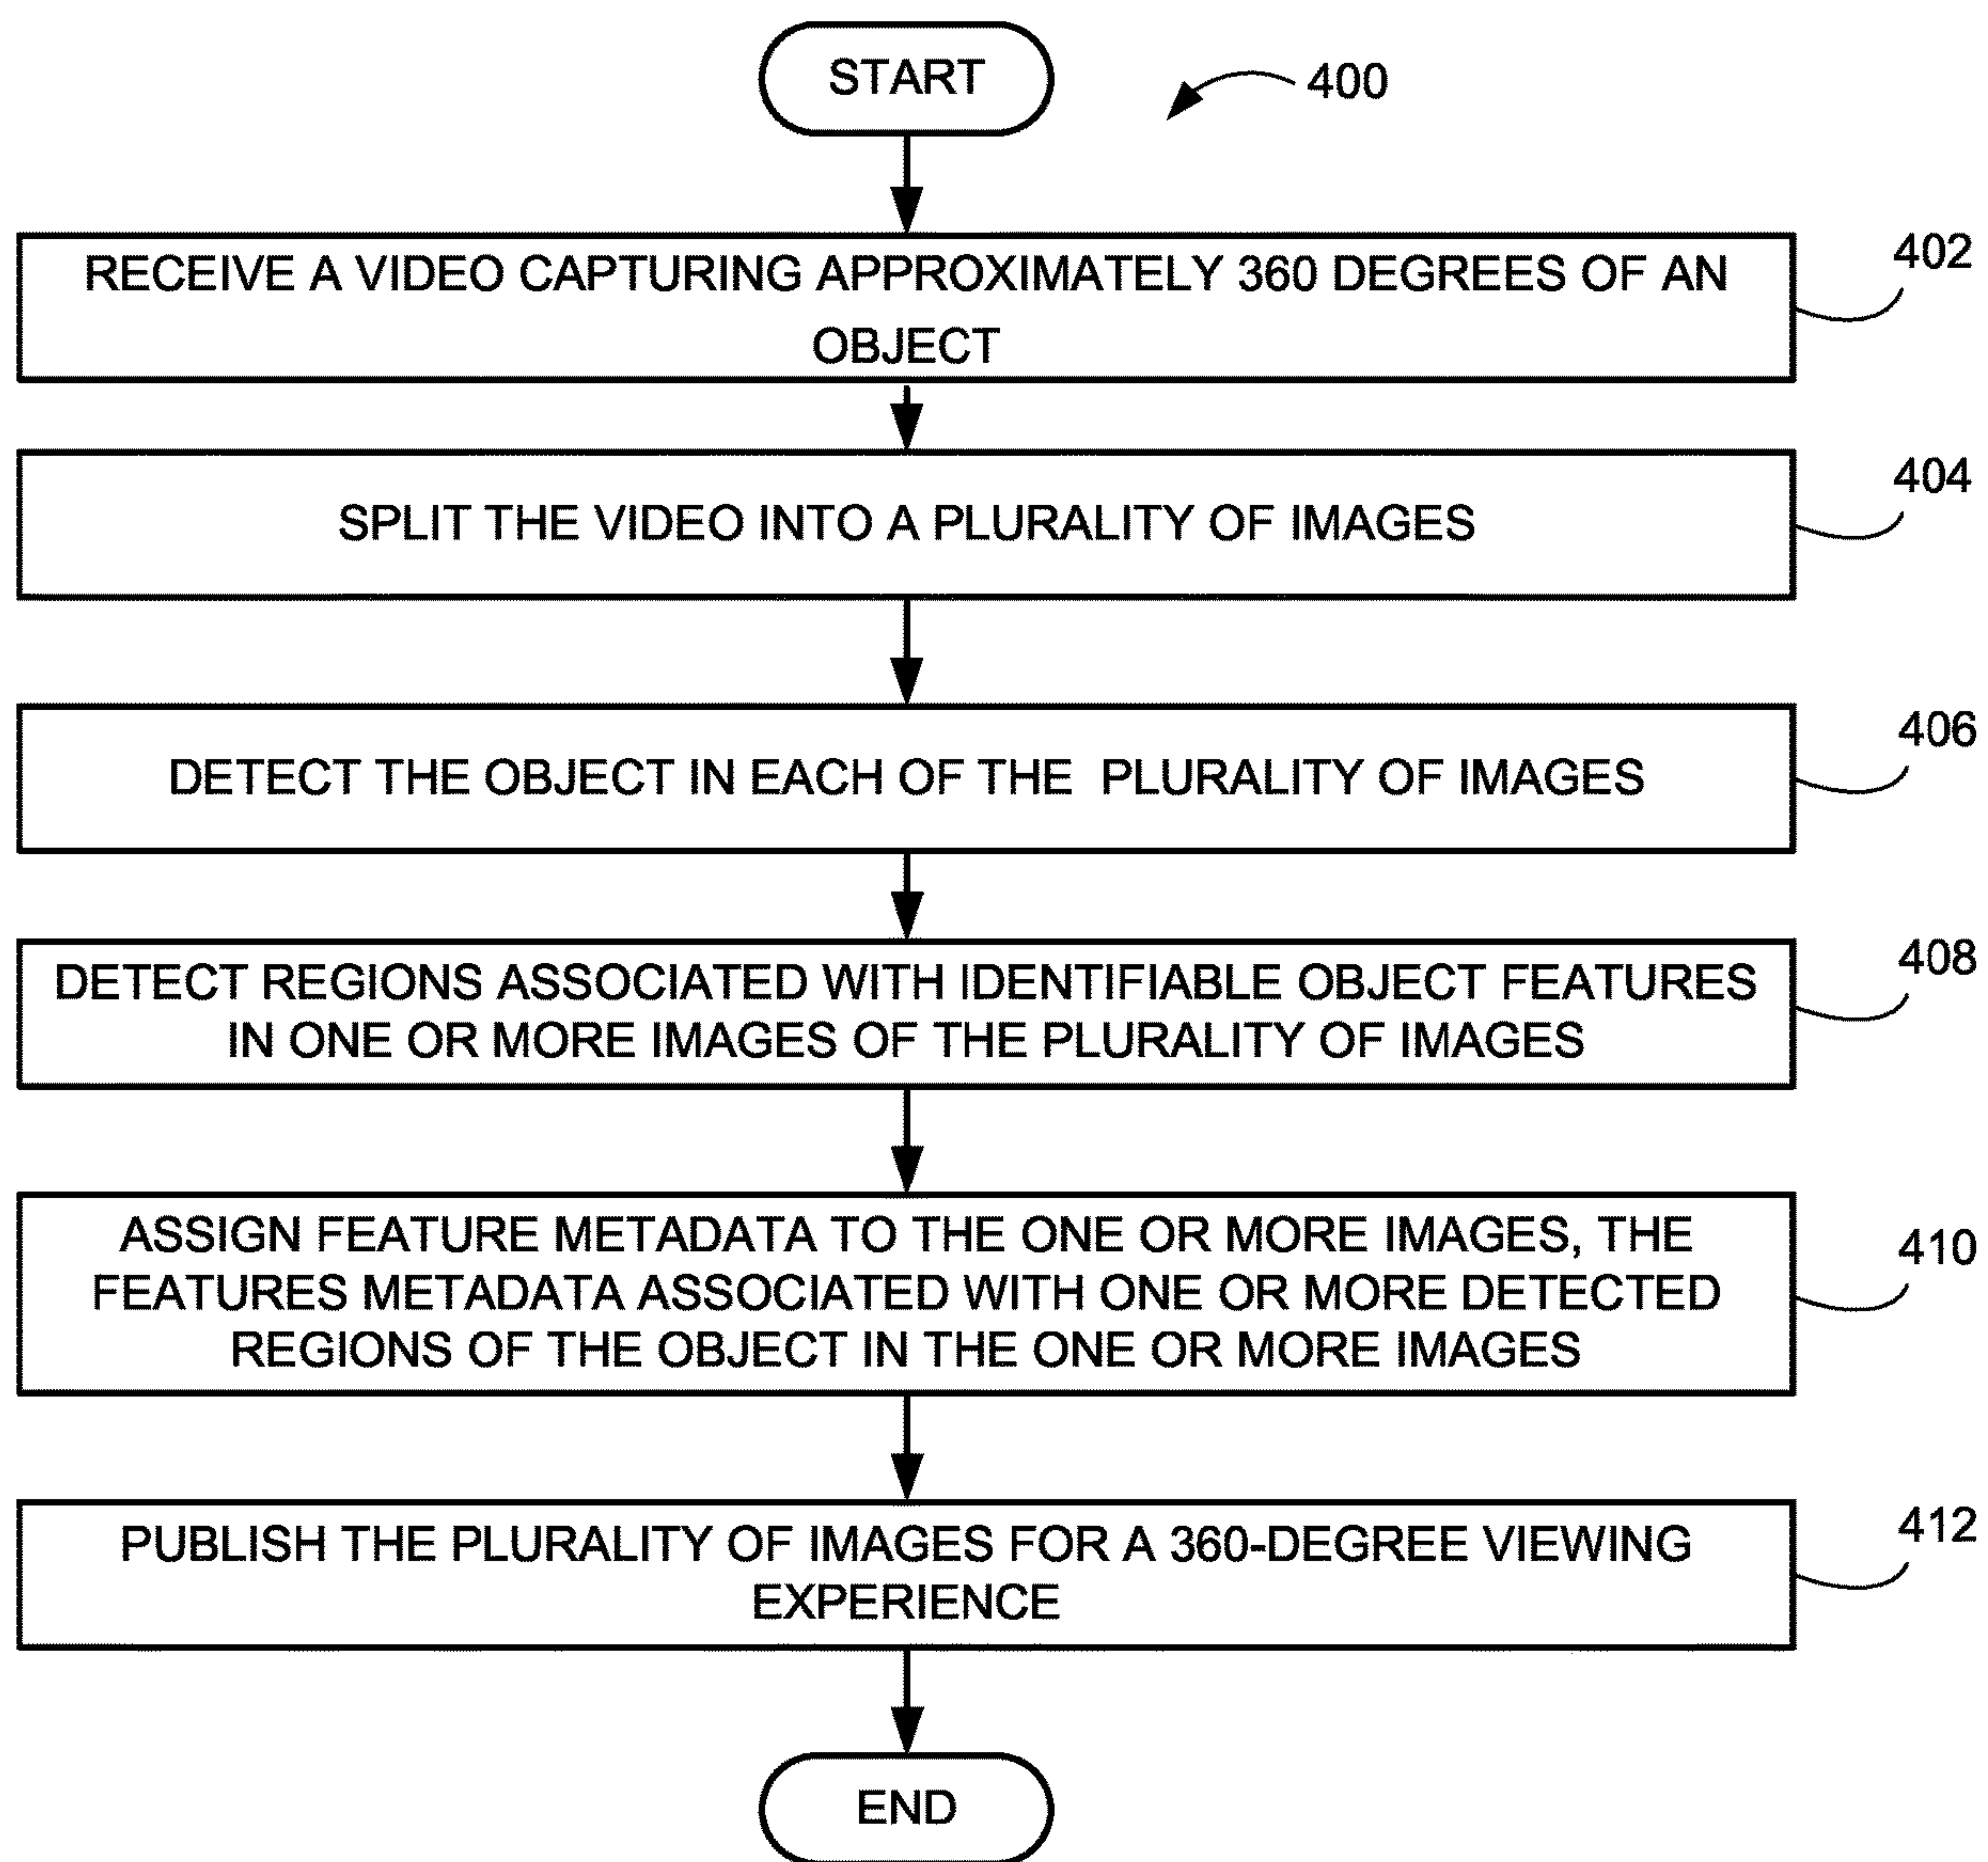 START
400
RECEIVE A VIDEO CAPTURING APPROXIMATELY 360 DEGREES OF AN
OBJECT
402
SPLIT THE VIDEO INTO A PLURALITY OF IMAGES
404
DETECT THE OBJECT IN EACH OF THE PLURALITY OF IMAGES
406
DETECT REGIONS ASSOCIATED WITH IDENTIFIABLE OBJECT FEATURES
IN ONE OR MORE IMAGES OF THE PLURALITY OF IMAGES
408
ASSIGN FEATURE METADATA TO THE ONE OR MORE IMAGES, THE
FEATURES METADATA ASSOCIATED WITH ONE OR MORE DETECTED
REGIONS OF THE OBJECT IN THE ONE OR MORE IMAGES
410
PUBLISH THE PLURALITY OF IMAGES FOR A 360-DEGREE VIEWING
EXPERIENCE
412
END